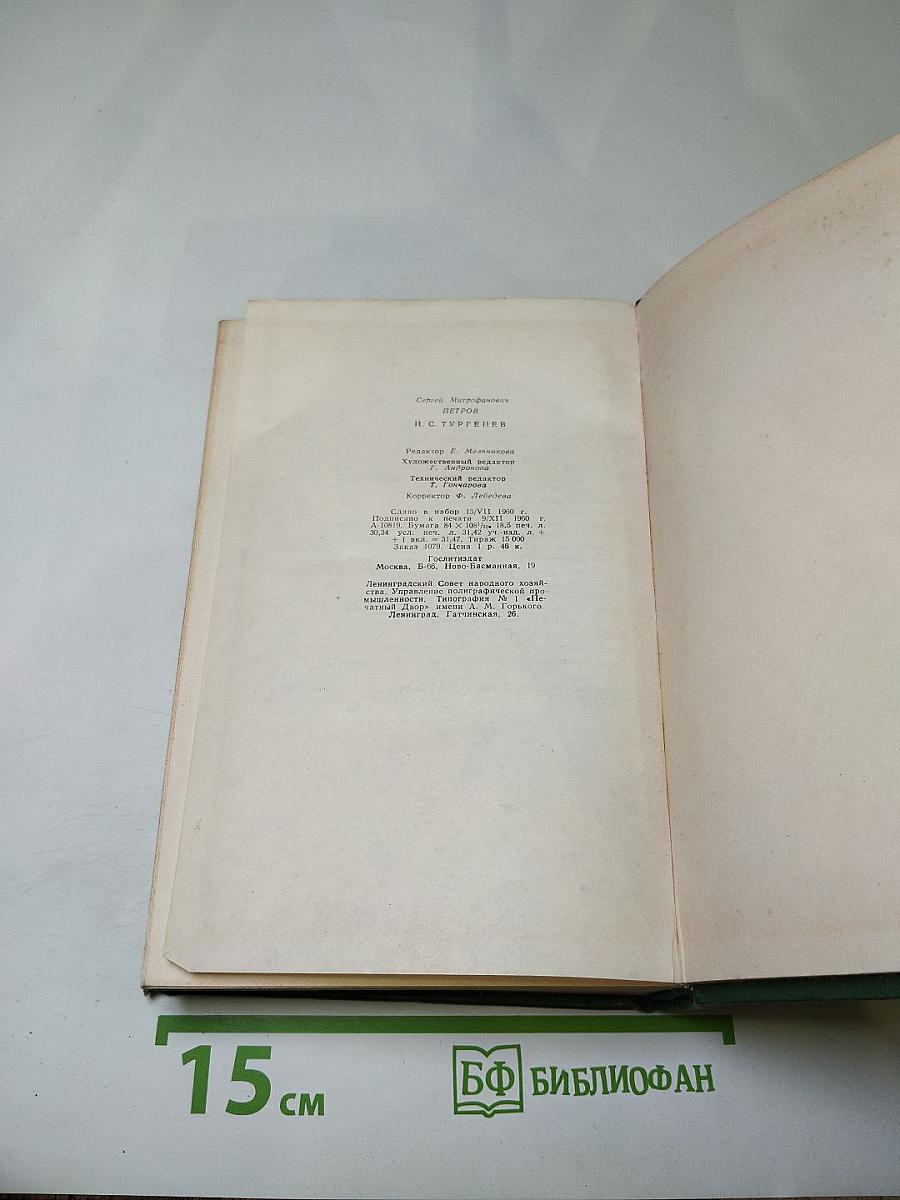 Сергей Митрофанович
ПЕТРОВ
И. С. ТУРГЕНЕВ
Редактор Е. Мельникова
Художественный редактор
Г. Андронова
Технический редактор
Т. Гончарова
Корректор Ф. Лебедева
Сдано в набор 13/VII 1960 г.
Подписано к печати 9/XII 1960 г.
А-10819. Бумага 84 × 108¹/₃₂ 18,5 печ. л.
30,34 усл. печ. л. 31,42 уч.-изд. л. +
+ 1 вкл. = 31,47. Тираж 15 000
Заказ 1079. Цена 1 р. 46 к.
Гослитиздат
Москва, Б-66, Ново-Басманная, 19
Ленинградский Совет народного хозяй-
ства. Управление полиграфической про-
мышленности. Типография № 1 «Пе-
чатный Двор» имени А. М. Горького.
Ленинград, Гатчинская, 26.
15 см
БФ БИБЛИОФАН